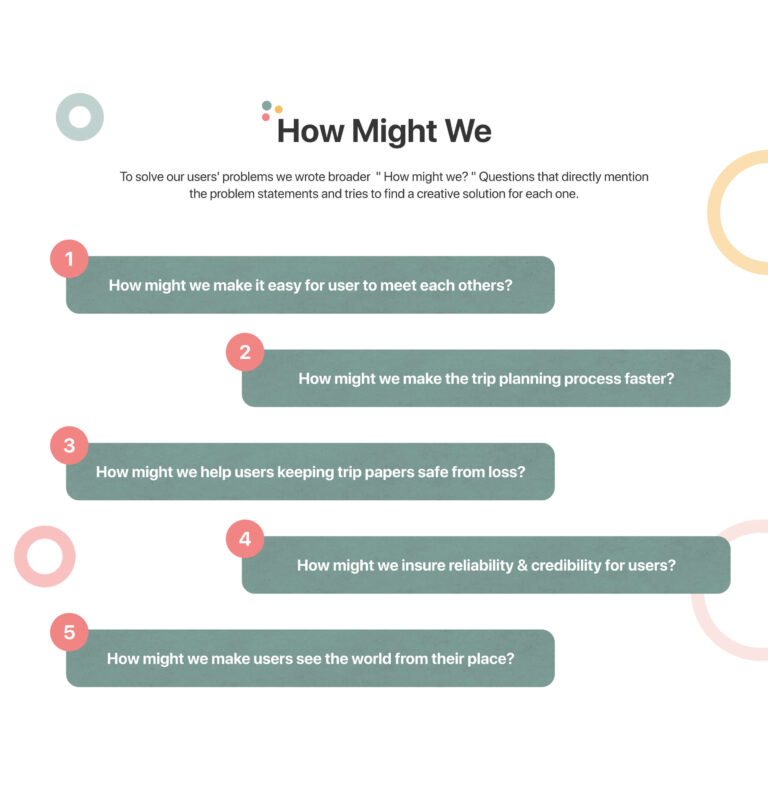 How Might We
To solve our users' problems we wrote broader " How might we? " Questions that directly mention
the problem statements and tries to find a creative solution for each one.
1
How might we make it easy for user to meet each others?
2
How might we make the trip planning process faster?
3
How might we help users keeping trip papers safe from loss?
4
How might we insure reliability & credibility for users?
5
How might we make users see the world from their place?